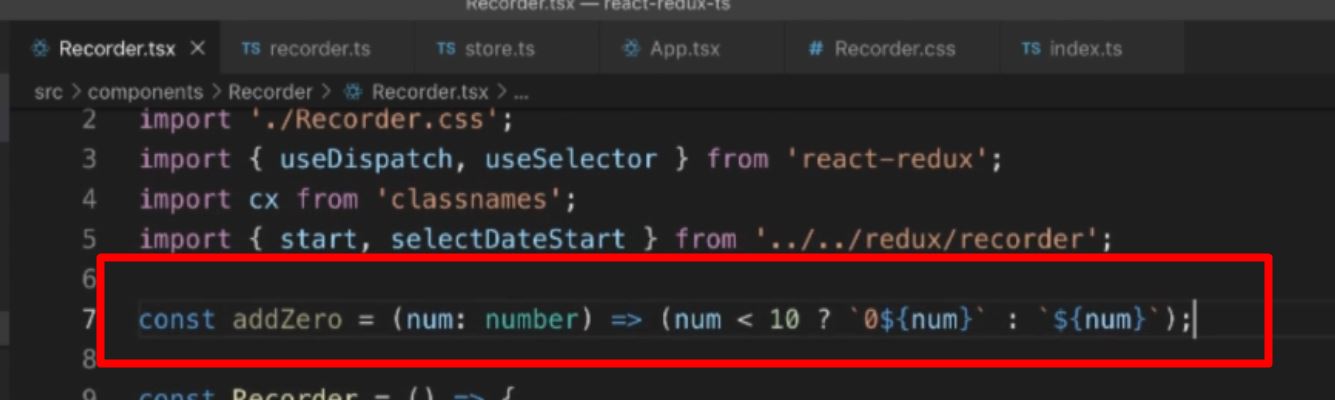 Recorder.tsx — react-redux-ts
Recorder.tsx
TS recorder.ts
TS store.ts
App.tsx
# Recorder.css
TS index.ts
src > components > Recorder > Recorder.tsx > ...
2 import './Recorder.css';
3 import { useDispatch, useSelector } from 'react-redux';
4 import cx from 'classnames';
5 import { start, selectDateStart } from '../../redux/recorder';
6
7 const addZero = (num: number) => (num < 10 ? `0${num}` : `${num}`);
8
9 const Recorder = () => {